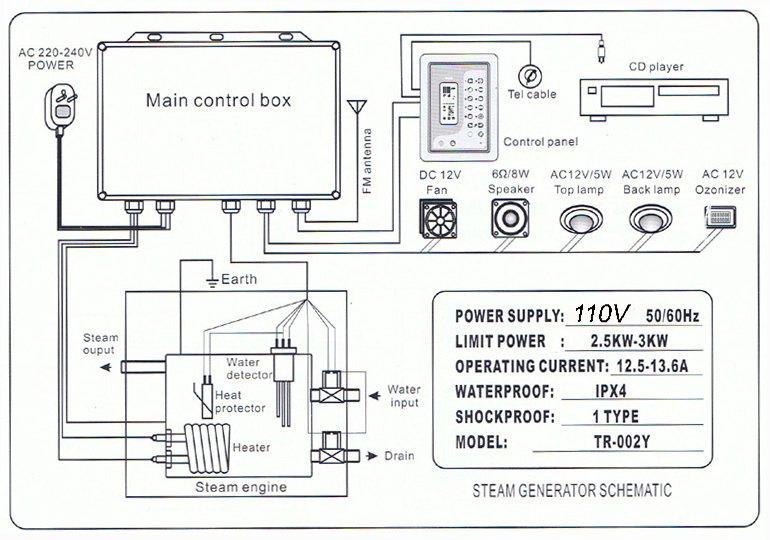 AC 220-240V
POWER
Main control box
FM antenna
CD player
Tel cable
Control panel
DC 12V
Fan
6Ω/8W
Speaker
AC12V/5W
Top lamp
AC12V/5W
Back lamp
AC 12V
Ozonizer
Earth
Steam
ouput
Water
detector
Heat
protector
Heater
Steam engine
Water
input
Drain
POWER SUPPLY: 110V 50/60Hz
LIMIT POWER : 2.5KW-3KW
OPERATING CURRENT: 12.5-13.6A
WATERPROOF: IPX4
SHOCKPROOF: 1 TYPE
MODEL: TR-002Y
STEAM GENERATOR SCHEMATIC